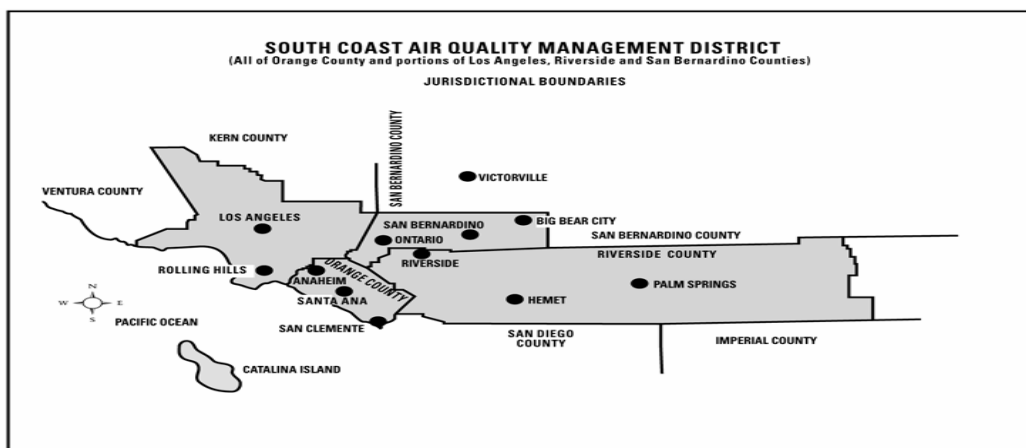 SOUTH COAST AIR QUALITY MANAGEMENT DISTRICT
(All of Orange County and portions of Los Angeles, Riverside and San Bernardino Counties)
JURISDICTIONAL BOUNDARIES
SAN BERNARDINO COUNTY
KERN COUNTY
VICTORVILLE
VENTURA COUNTY
LOS ANGELES
SAN BERNARDINO
BIG BEAR CITY
ONTARIO
SAN BERNARDINO COUNTY
RIVERSIDE COUNTY
RIVERSIDE
ROLLING HILLS
ORANGE COUNTY
ANAHEIM
PALM SPRINGS
SANTA ANA
HEMET
N
W E
S
PACIFIC OCEAN
SAN CLEMENTE
SAN DIEGO
COUNTY
IMPERIAL COUNTY
CATALINA ISLAND